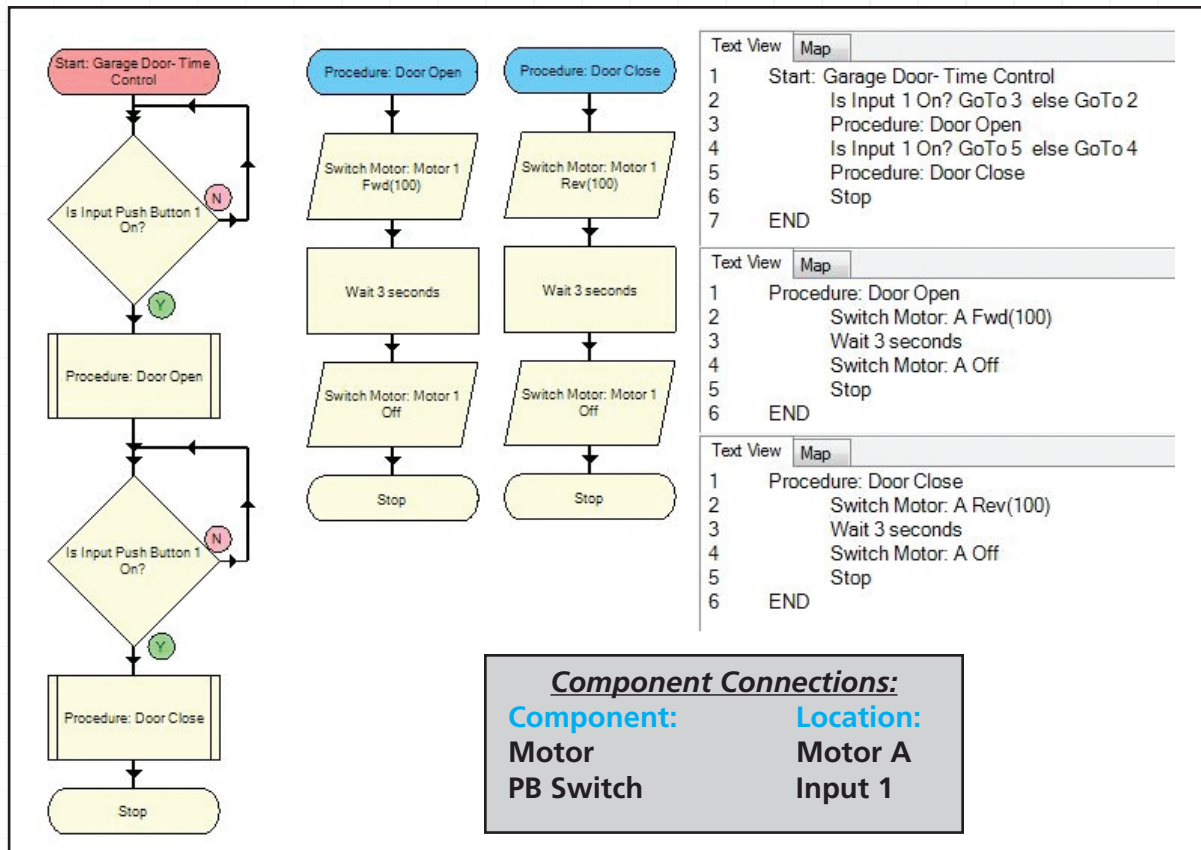 Start: Garage Door- Time
Control
Is Input Push Button 1
On?
N
Y
Procedure: Door Open
Is Input Push Button 1
On?
N
Y
Procedure: Door Close
Stop
Procedure: Door Open
Switch Motor: Motor 1
Fwd(100)
Wait 3 seconds
Switch Motor: Motor 1
Off
Stop
Procedure: Door Close
Switch Motor: Motor 1
Rev(100)
Wait 3 seconds
Switch Motor: Motor 1
Off
Stop
Text View Map
1 Start: Garage Door- Time Control
2 Is Input 1 On? GoTo 3 else GoTo 2
3 Procedure: Door Open
4 Is Input 1 On? GoTo 5 else GoTo 4
5 Procedure: Door Close
6 Stop
7 END
Text View Map
1 Procedure: Door Open
2 Switch Motor: A Fwd(100)
3 Wait 3 seconds
4 Switch Motor: A Off
5 Stop
6 END
Text View Map
1 Procedure: Door Close
2 Switch Motor: A Rev(100)
3 Wait 3 seconds
4 Switch Motor: A Off
5 Stop
6 END
Component Connections:
Component: Location:
Motor Motor A
PB Switch Input 1